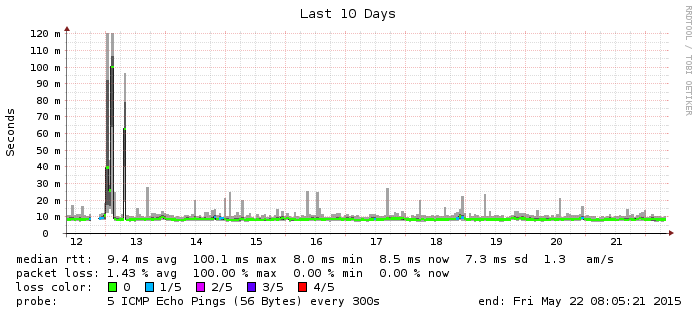 Last 10 Days
RRDTOOL / TOBI OETIKER
Seconds
120 m
110 m
100 m
90 m
80 m
70 m
60 m
50 m
40 m
30 m
20 m
10 m
0
12 13 14 15 16 17 18 19 20 21
median rtt: 9.4 ms avg 100.1 ms max 8.0 ms min 8.5 ms now 7.3 ms sd 1.3 am/s
packet loss: 1.43 % avg 100.00 % max 0.00 % min 0.00 % now
loss color: 0 1/5 2/5 3/5 4/5
probe: 5 ICMP Echo Pings (56 Bytes) every 300s end: Fri May 22 08:05:21 2015